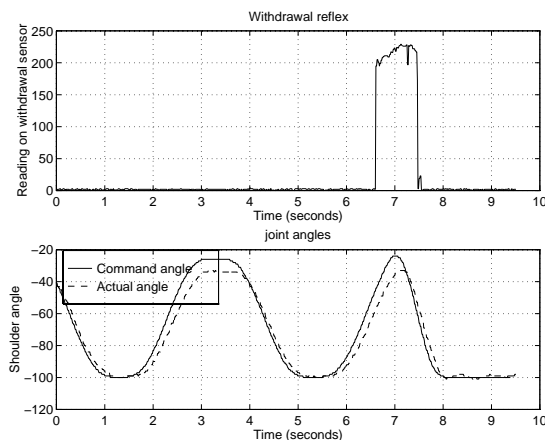 Withdrawal reflex
250
200
150
100
50
0
Reading on withdrawal sensor
0 1 2 3 4 5 6 7 8 9 10
Time (seconds)
joint angles
-20
-40
-60
-80
-100
-120
Shoulder angle
Command angle
Actual angle
0 1 2 3 4 5 6 7 8 9 10
Time (seconds)